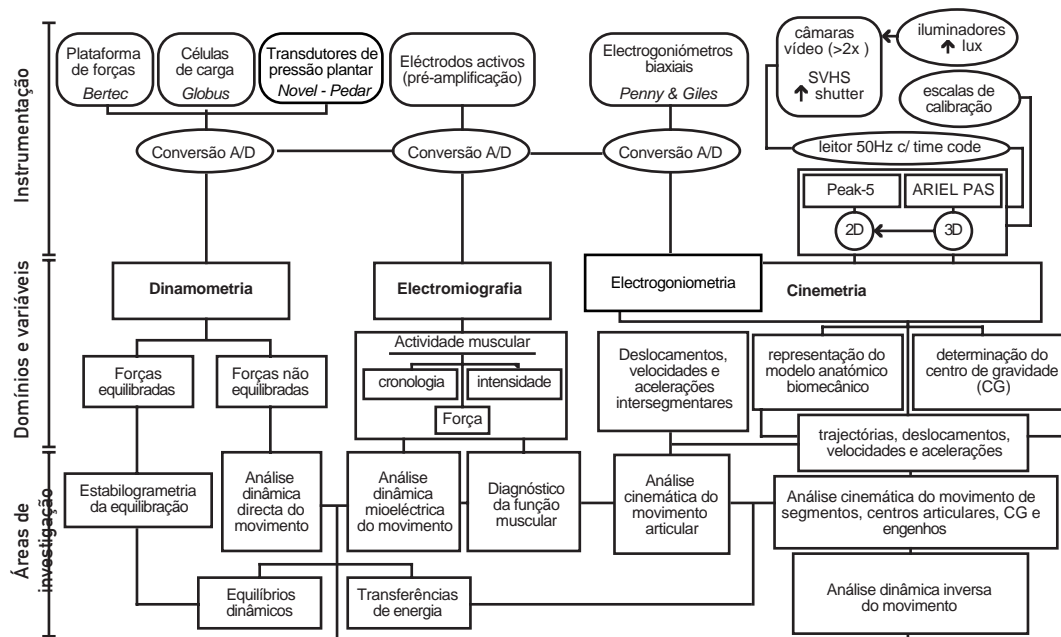 Instrumentação
Plataforma
de forças
Bertec
Células
de carga
Globus
Transdutores de
pressão plantar
Novel - Pedar
Eléctrodos activos
(pré-amplificação)
Electrogoniómetros
biaxiais
Penny & Giles
câmaras
vídeo (>2x )
SVHS
↑ shutter
iluminadores
↑ lux
escalas de
calibração
Conversão A/D
Conversão A/D
Conversão A/D
leitor 50Hz c/ time code
Peak-5
ARIEL PAS
2D
3D
Domínios e variáveis
Dinamometria
Electromiografia
Electrogoniometria
Cinemetria
Forças
equilibradas
Forças não
equilibradas
Actividade muscular
cronologia
intensidade
Força
Deslocamentos,
velocidades e
acelerações
intersegmentares
representação do
modelo anatómico
biomecânico
determinação do
centro de gravidade
(CG)
trajectórias, deslocamentos,
velocidades e acelerações
Áreas de
investigação
Estabilogrametria
da equilibração
Análise
dinâmica
directa do
movimento
Análise
dinâmica
mioeléctrica
do movimento
Diagnóstico
da função
muscular
Análise
cinemática do
movimento
articular
Análise cinemática do movimento de
segmentos, centros articulares, CG e
engenhos
Equilíbrios
dinâmicos
Transferências
de energia
Análise dinâmica inversa
do movimento